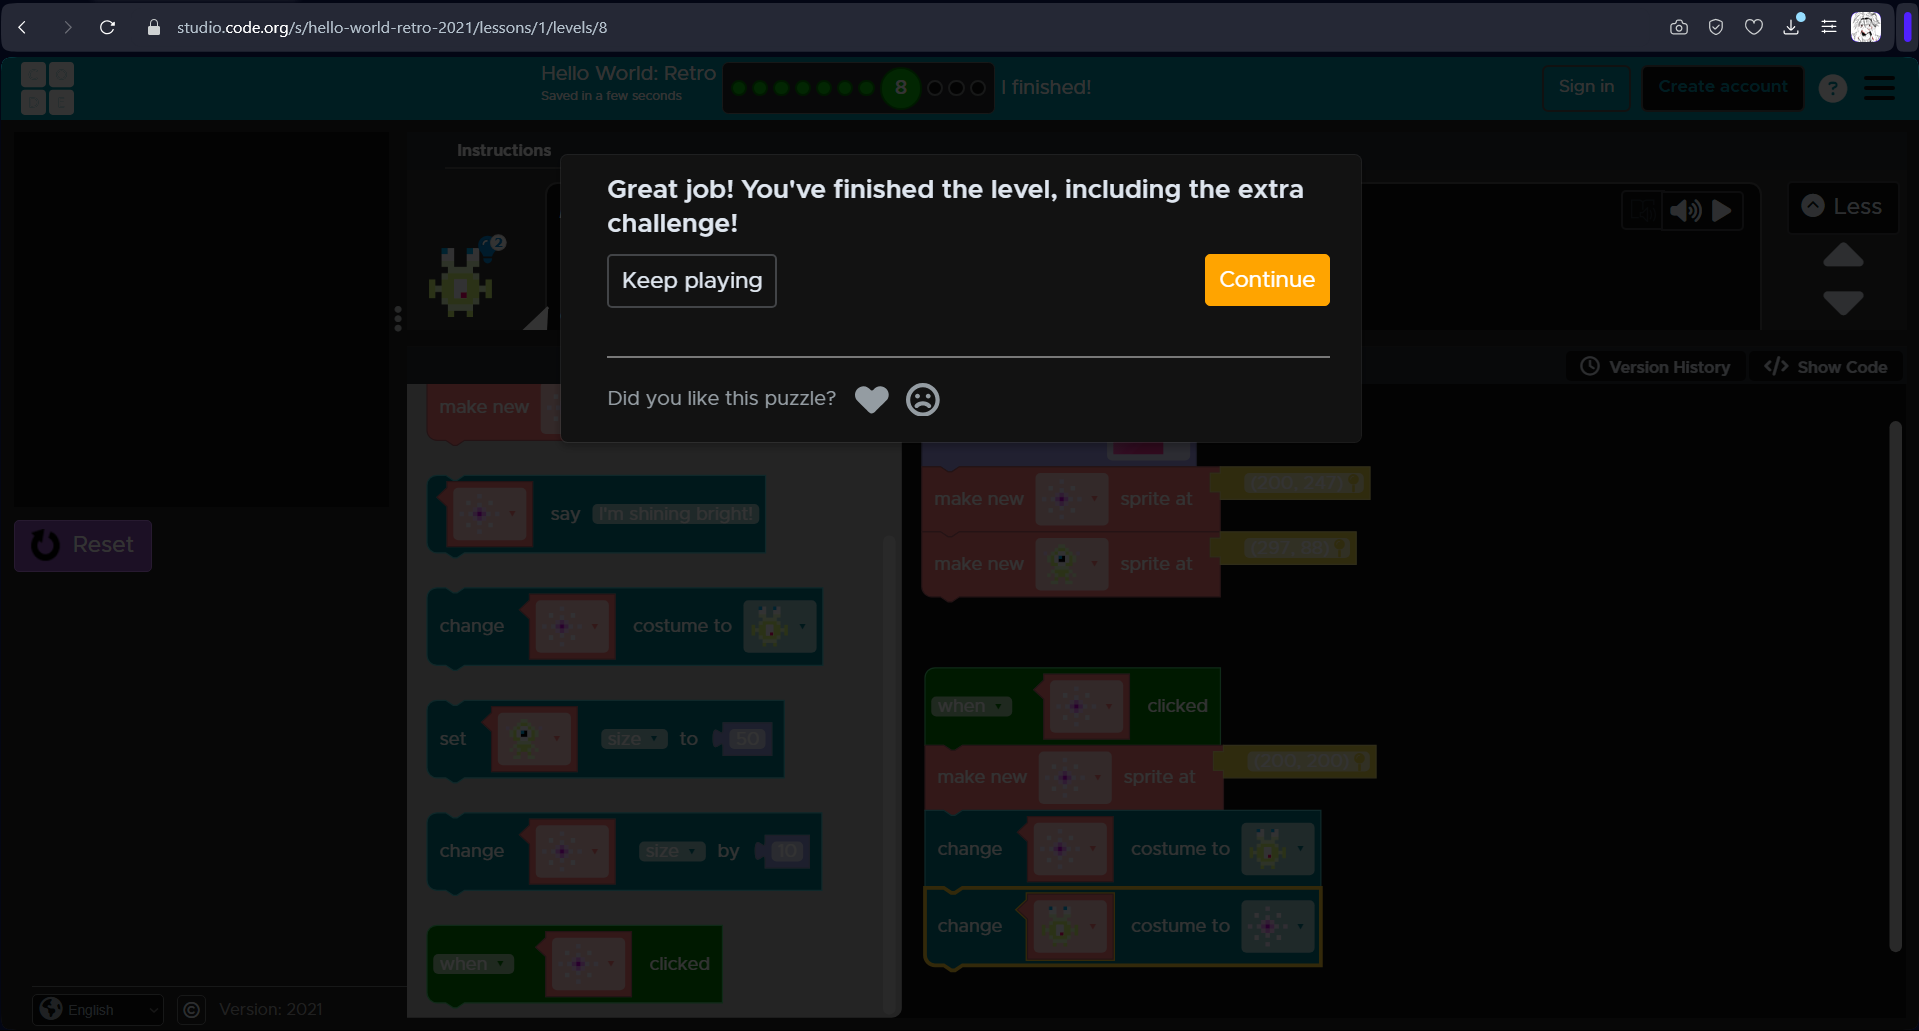 studio.code.org/s/hello-world-retro-2021/lessons/1/levels/8
C O
D E
Hello World: Retro
Saved in a few seconds
8
I finished!
Sign in
Create account
?
Instructions
2
Less
Great job! You've finished the level, including the extra
challenge!
Keep playing
Continue
Did you like this puzzle?
Version History
</> Show Code
Reset
make new
say I'm shining bright!
change costume to
set size to 50
change size by 10
when clicked
make new sprite at (200, 247)
make new sprite at
when clicked
make new sprite at (200, 200)
change costume to
change costume to
English
© Version: 2021